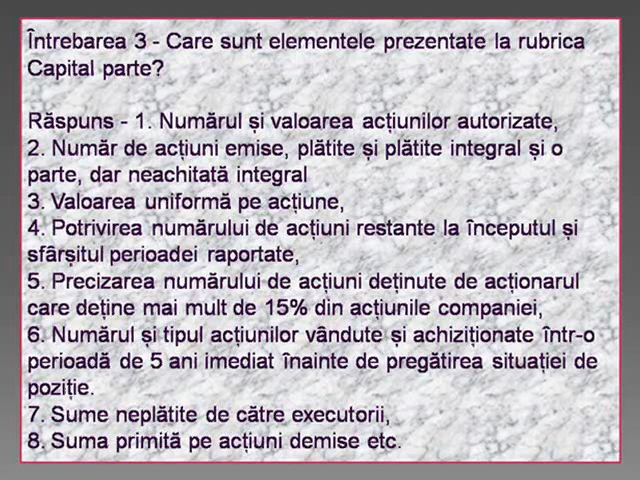 Întrebarea 3 - Care sunt elementele prezentate la rubrica
Capital parte?
Răspuns - 1. Numărul și valoarea acțiunilor autorizate,
2. Număr de acțiuni emise, plătite și plătite integral și o
parte, dar neachitată integral
3. Valoarea uniformă pe acțiune,
4. Potrivirea numărului de acțiuni restante la începutul și
sfârșitul perioadei raportate,
5. Precizarea numărului de acțiuni deținute de acționarul
care deține mai mult de 15% din acțiunile companiei,
6. Numărul și tipul acțiunilor vândute și achiziționate într-o
perioadă de 5 ani imediat înainte de pregătirea situației de
poziție.
7. Sume neplătite de către executorii,
8. Suma primită pe acțiuni demise etc.